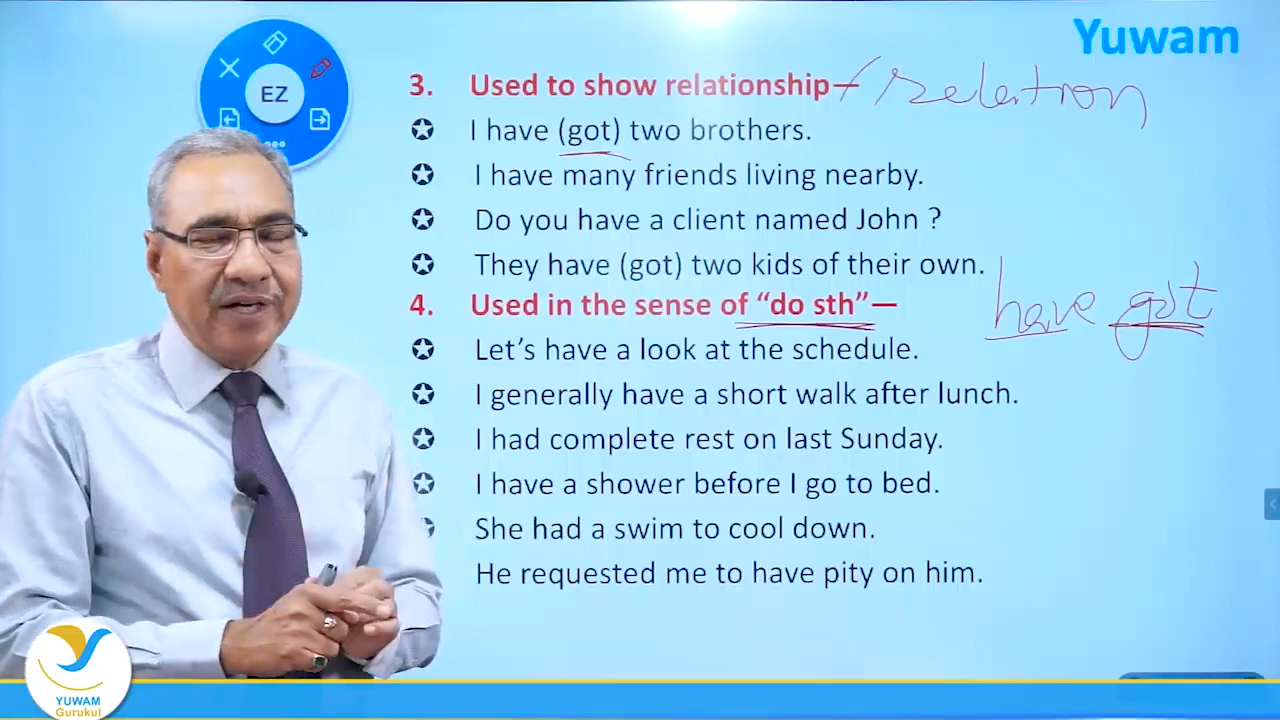 Yuwam
EZ
3. Used to show relationship– relation
I have (got) two brothers.
I have many friends living nearby.
Do you have a client named John ?
They have (got) two kids of their own.
have got
4. Used in the sense of “do sth”—
Let’s have a look at the schedule.
I generally have a short walk after lunch.
I had complete rest on last Sunday.
I have a shower before I go to bed.
She had a swim to cool down.
He requested me to have pity on him.
YUWAM
Gurukul